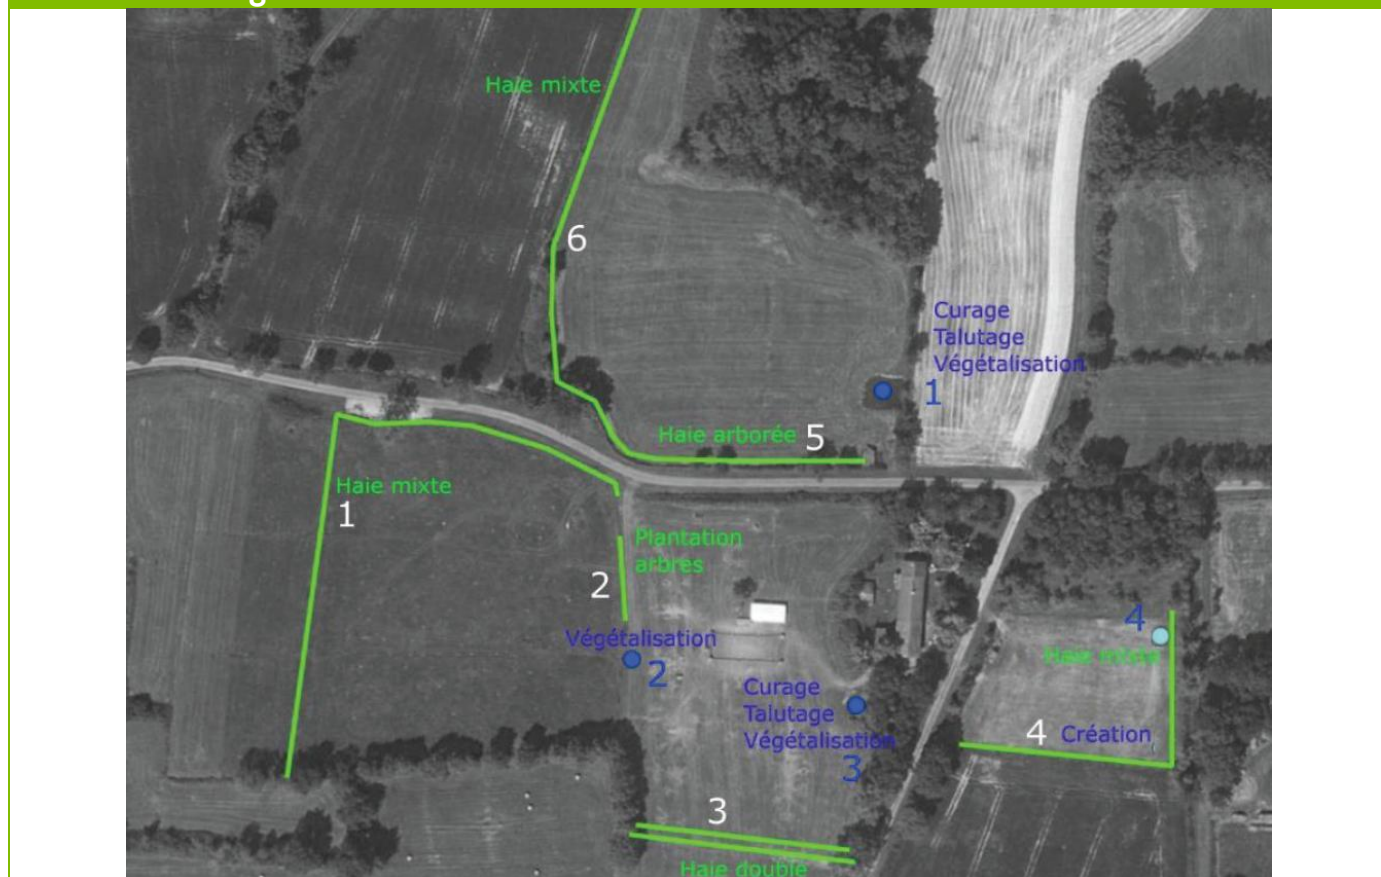 Haie mixte
6
Curage
Talutage
Végétalisation
1
Haie arborée 5
Haie mixte
1
Plantation
arbres
2
Végétalisation
2
4
Haie mixte
Curage
Talutage
Végétalisation
3
4 Création
3
Haie double